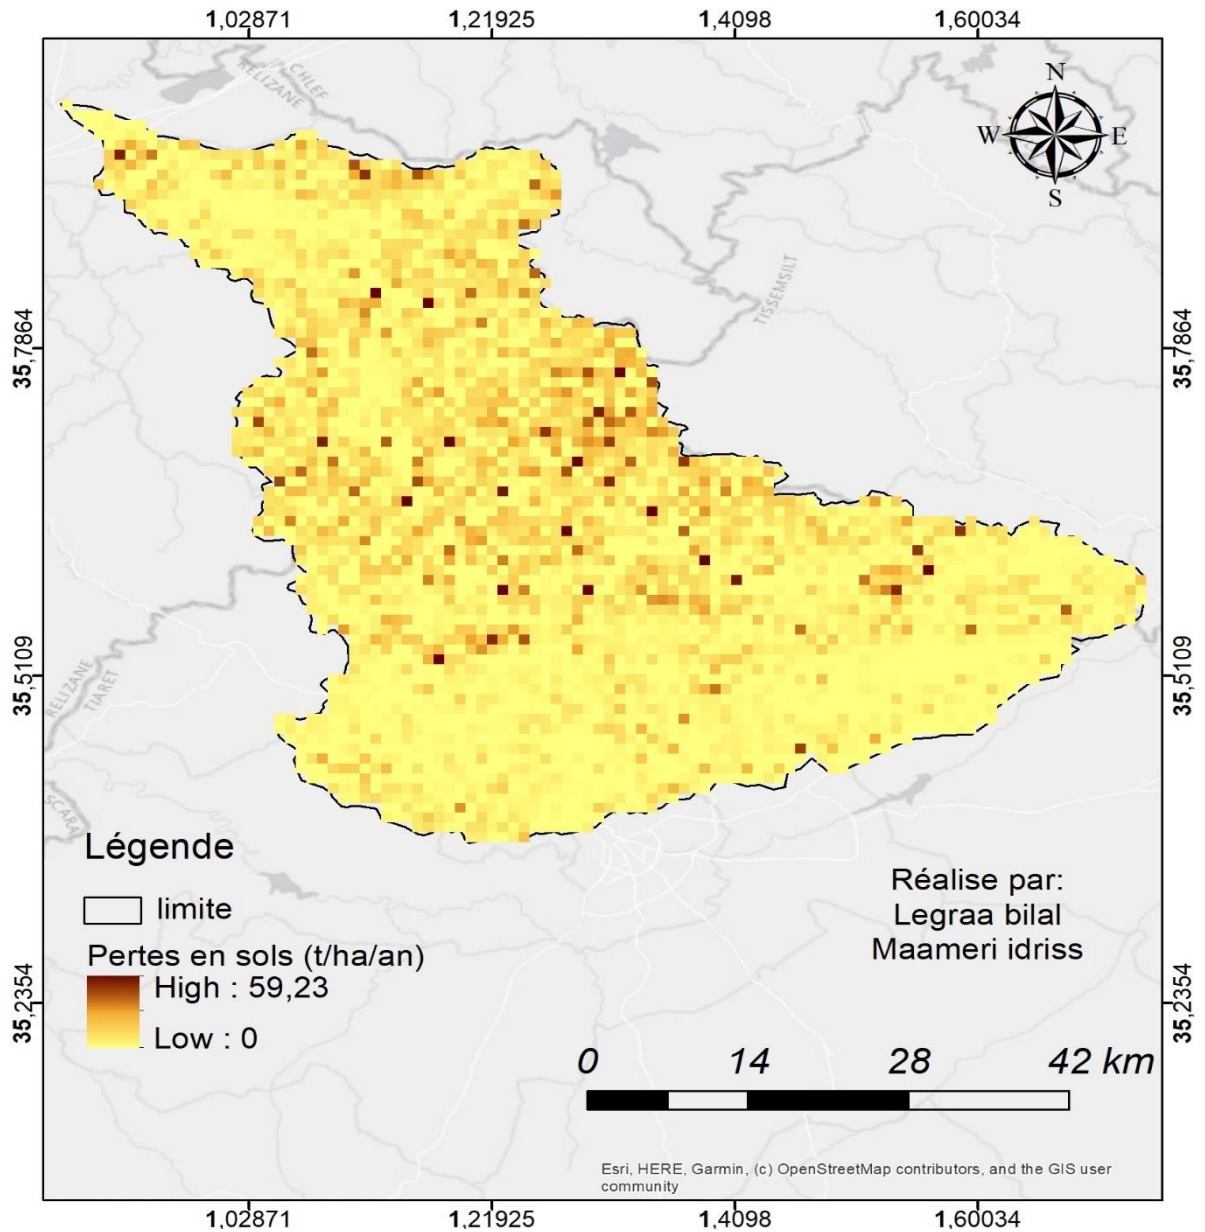 1,02871 1,21925 1,4098 1,60034
CHLEF
RELIZANE
N
W E
S
TISSEMSILT
35,7864 35,7864
35,5109 35,5109
RELIZANE
TIARET
SCARA
Légende
limite
Pertes en sols (t/ha/an)
High : 59,23
Low : 0
Réalise par:
Legraa bilal
Maameri idriss
35,2354 35,2354
0 14 28 42 km
Esri, HERE, Garmin, (c) OpenStreetMap contributors, and the GIS user
community
1,02871 1,21925 1,4098 1,60034